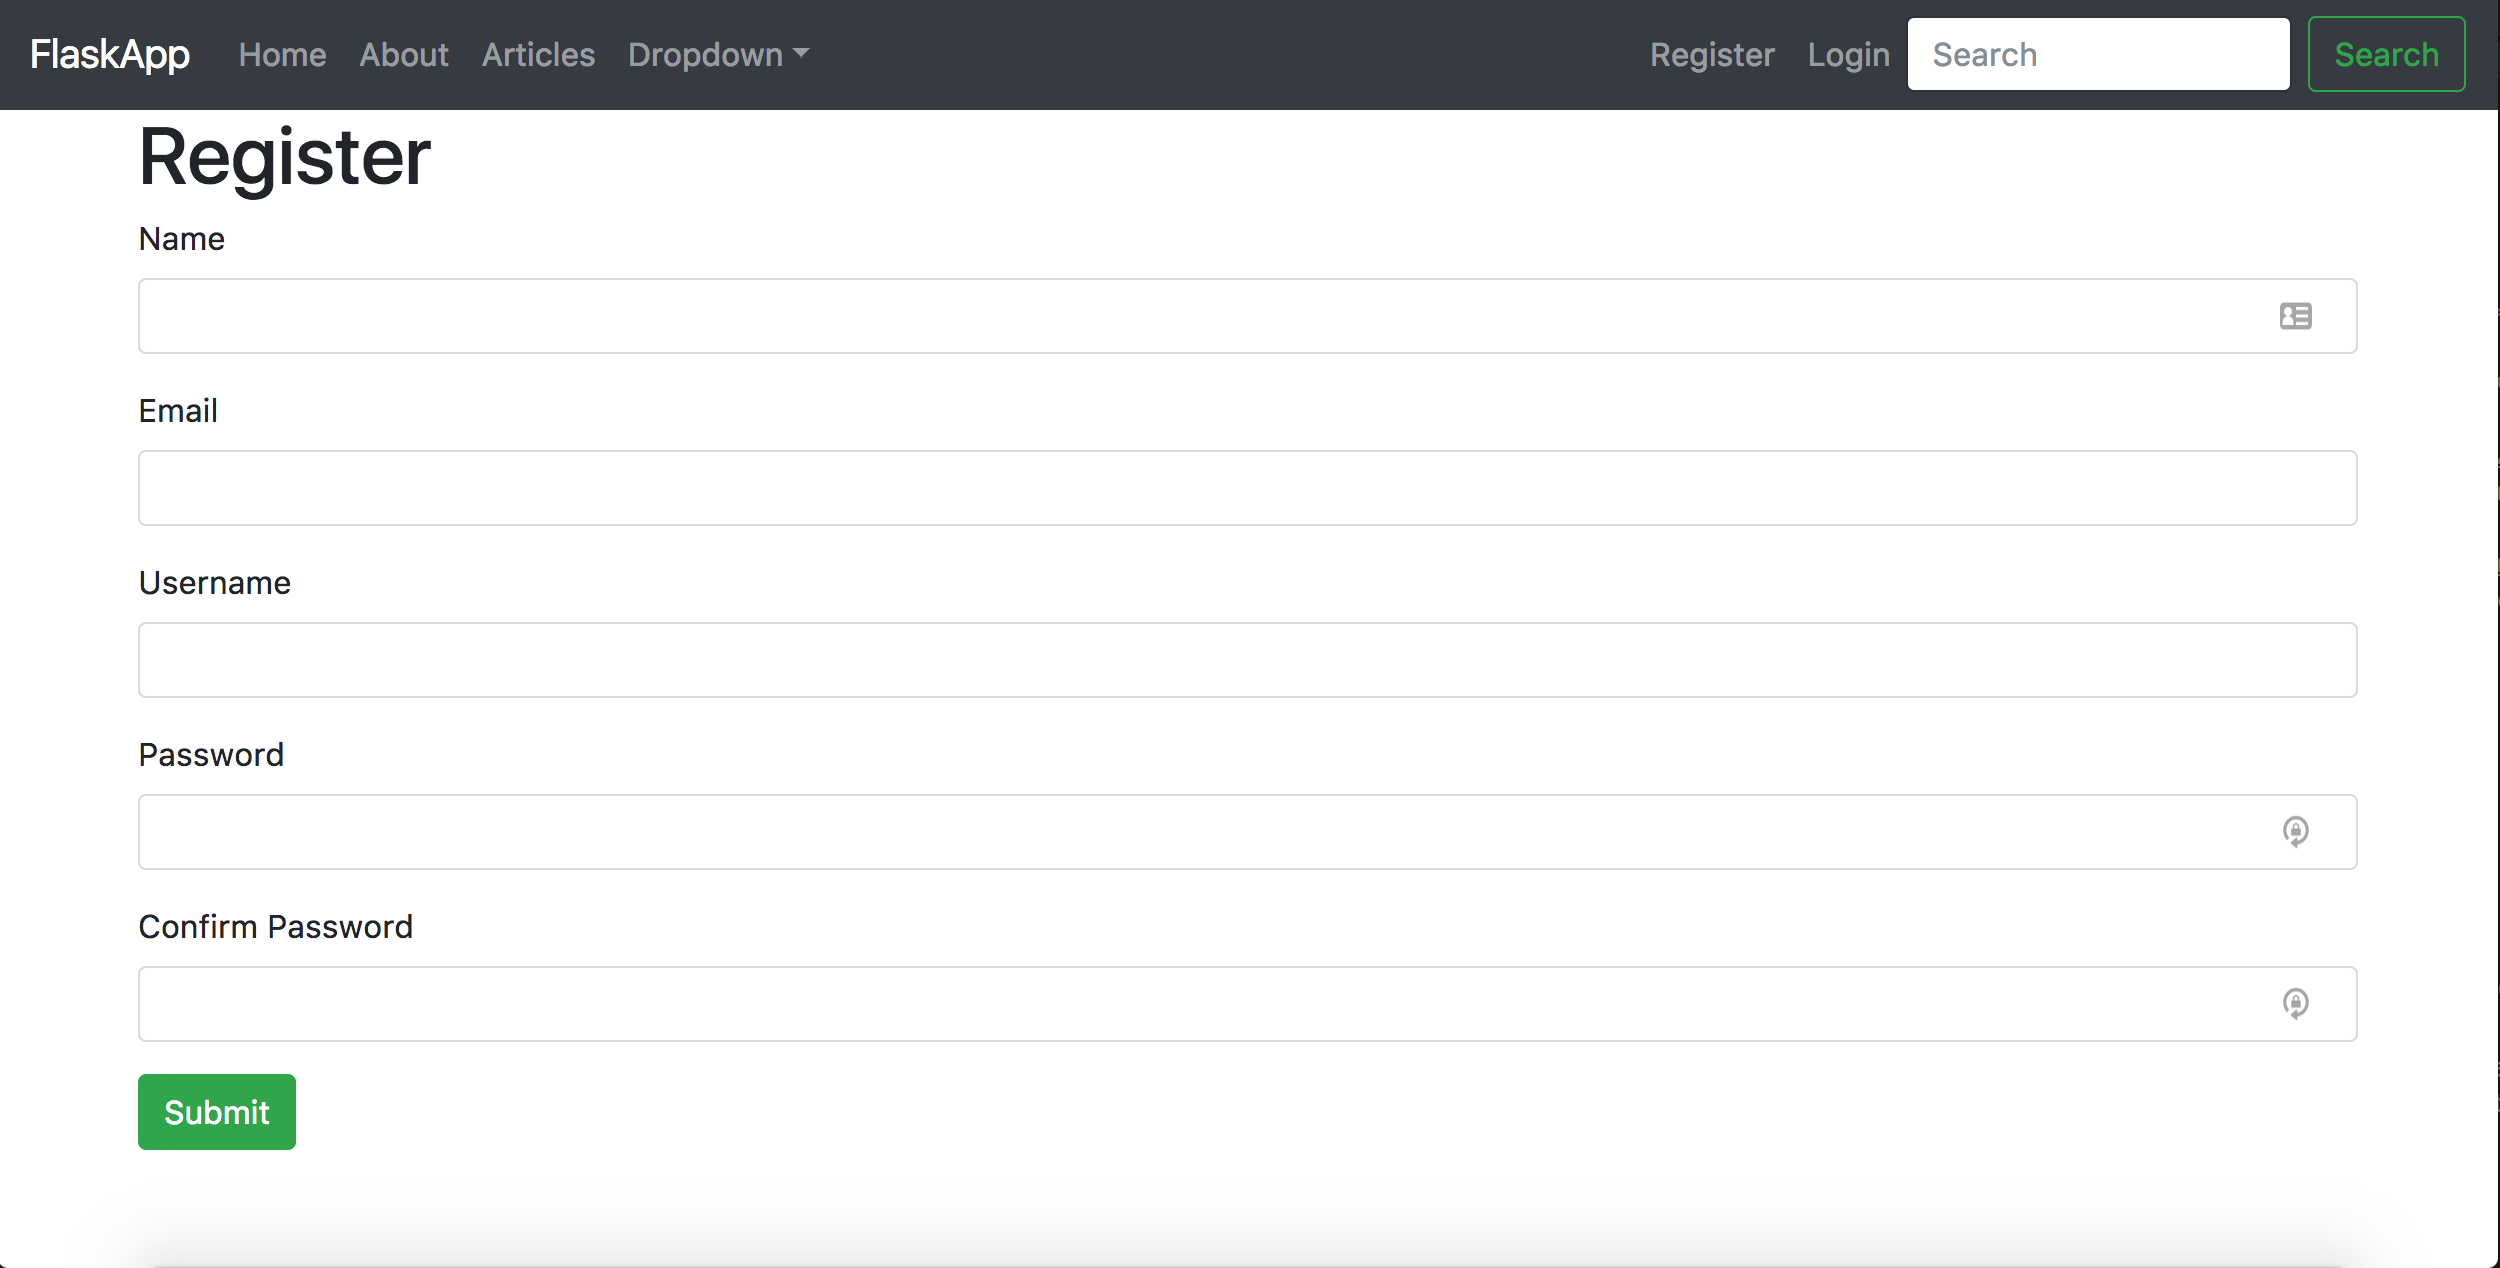 FlaskApp Home About Articles Dropdown Register Login Search Search
Register
Name
Email
Username
Password
Confirm Password
Submit